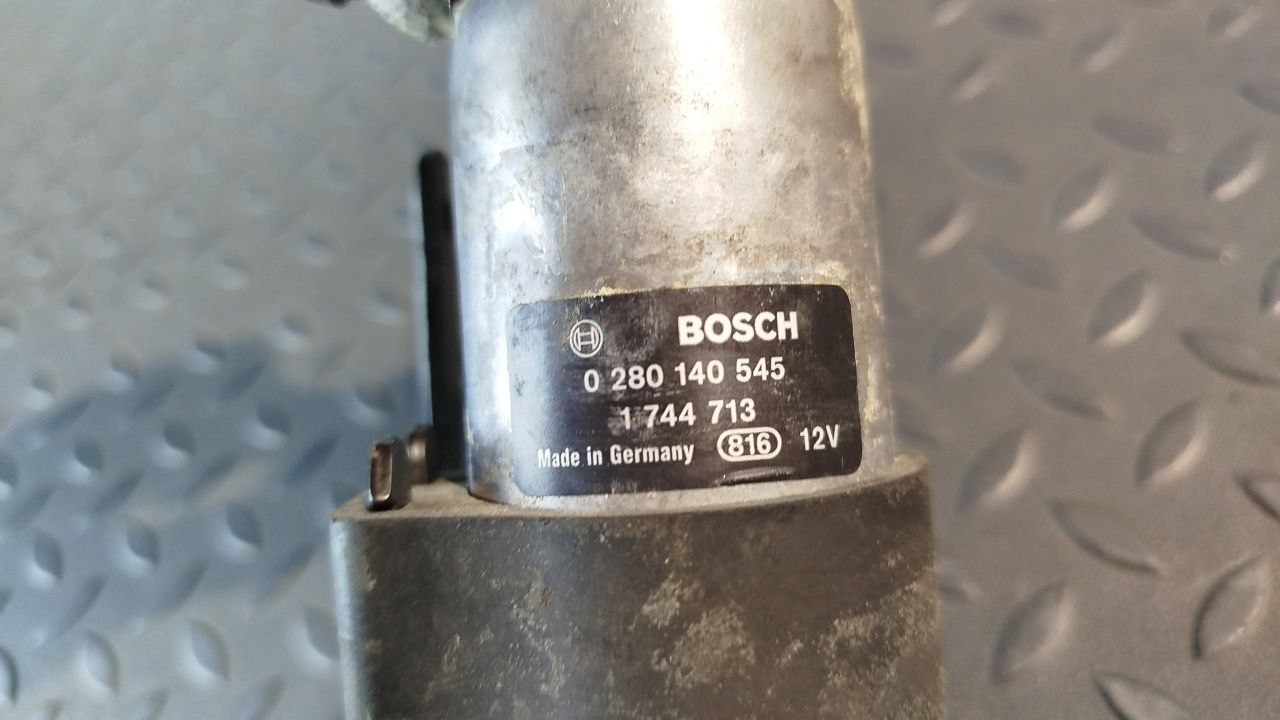 BOSCH
0 280 140 545
1 744 713
Made in Germany 816 12V